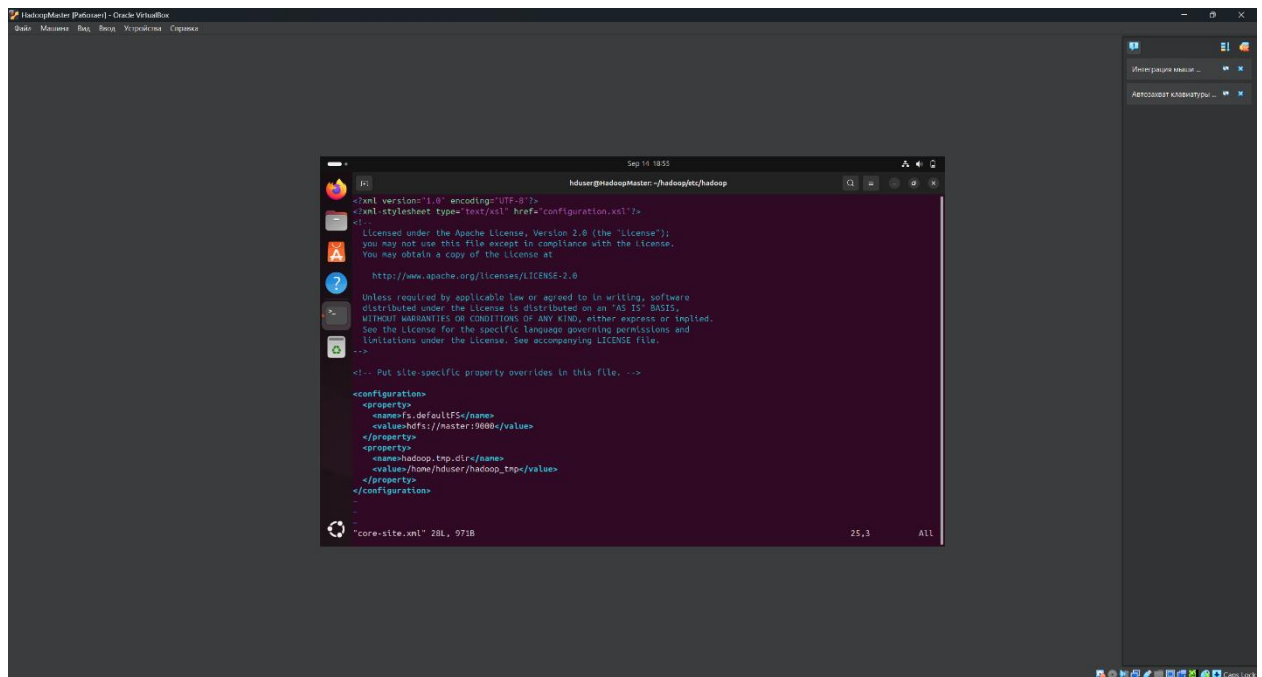 HadoopMaster [Работает] - Oracle VirtualBox
Файл Машина Вид Ввод Устройства Справка
Интеграция мыши ...
Автозахват клавиатуры ...
Sep 14 18:55
hduser@HadoopMaster: ~/hadoop/etc/hadoop
<?xml version="1.0" encoding="UTF-8"?>
<?xml-stylesheet type="text/xsl" href="configuration.xsl"?>
<!--
Licensed under the Apache License, Version 2.0 (the "License");
you may not use this file except in compliance with the License.
You may obtain a copy of the License at
http://www.apache.org/licenses/LICENSE-2.0
Unless required by applicable law or agreed to in writing, software
distributed under the License is distributed on an "AS IS" BASIS,
WITHOUT WARRANTIES OR CONDITIONS OF ANY KIND, either express or implied.
See the License for the specific language governing permissions and
limitations under the License. See accompanying LICENSE file.
-->
<!-- Put site-specific property overrides in this file. -->
<configuration>
<property>
<name>fs.defaultFS</name>
<value>hdfs://master:9000</value>
</property>
<property>
<name>hadoop.tmp.dir</name>
<value>/home/hduser/hadoop_tmp</value>
</property>
</configuration>
~
~
~
"core-site.xml" 28L, 971B 25,3 All
Caps Lock